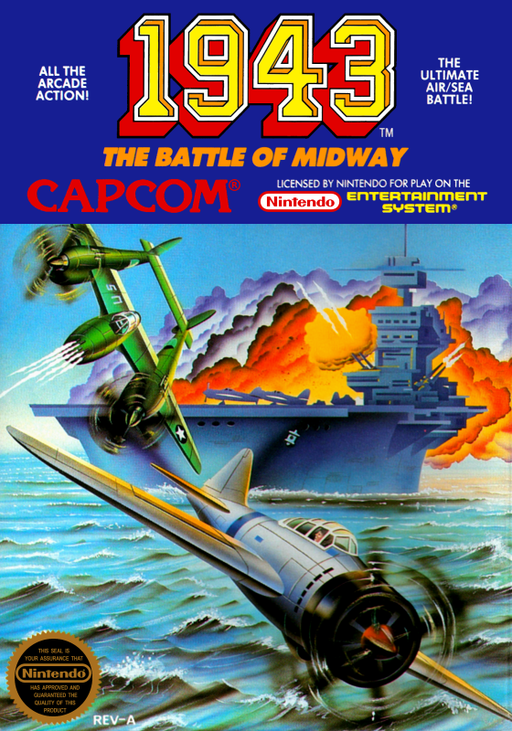 ALL THE
ARCADE
ACTION!
1943
TM
THE
ULTIMATE
AIR/SEA
BATTLE!
THE BATTLE OF MIDWAY
CAPCOM®
LICENSED BY NINTENDO FOR PLAY ON THE
Nintendo ENTERTAINMENT
SYSTEM®
US
THIS SEAL IS
YOUR ASSURANCE THAT
Nintendo
HAS APPROVED AND
GUARANTEED THE
QUALITY OF THIS
PRODUCT
REV-A